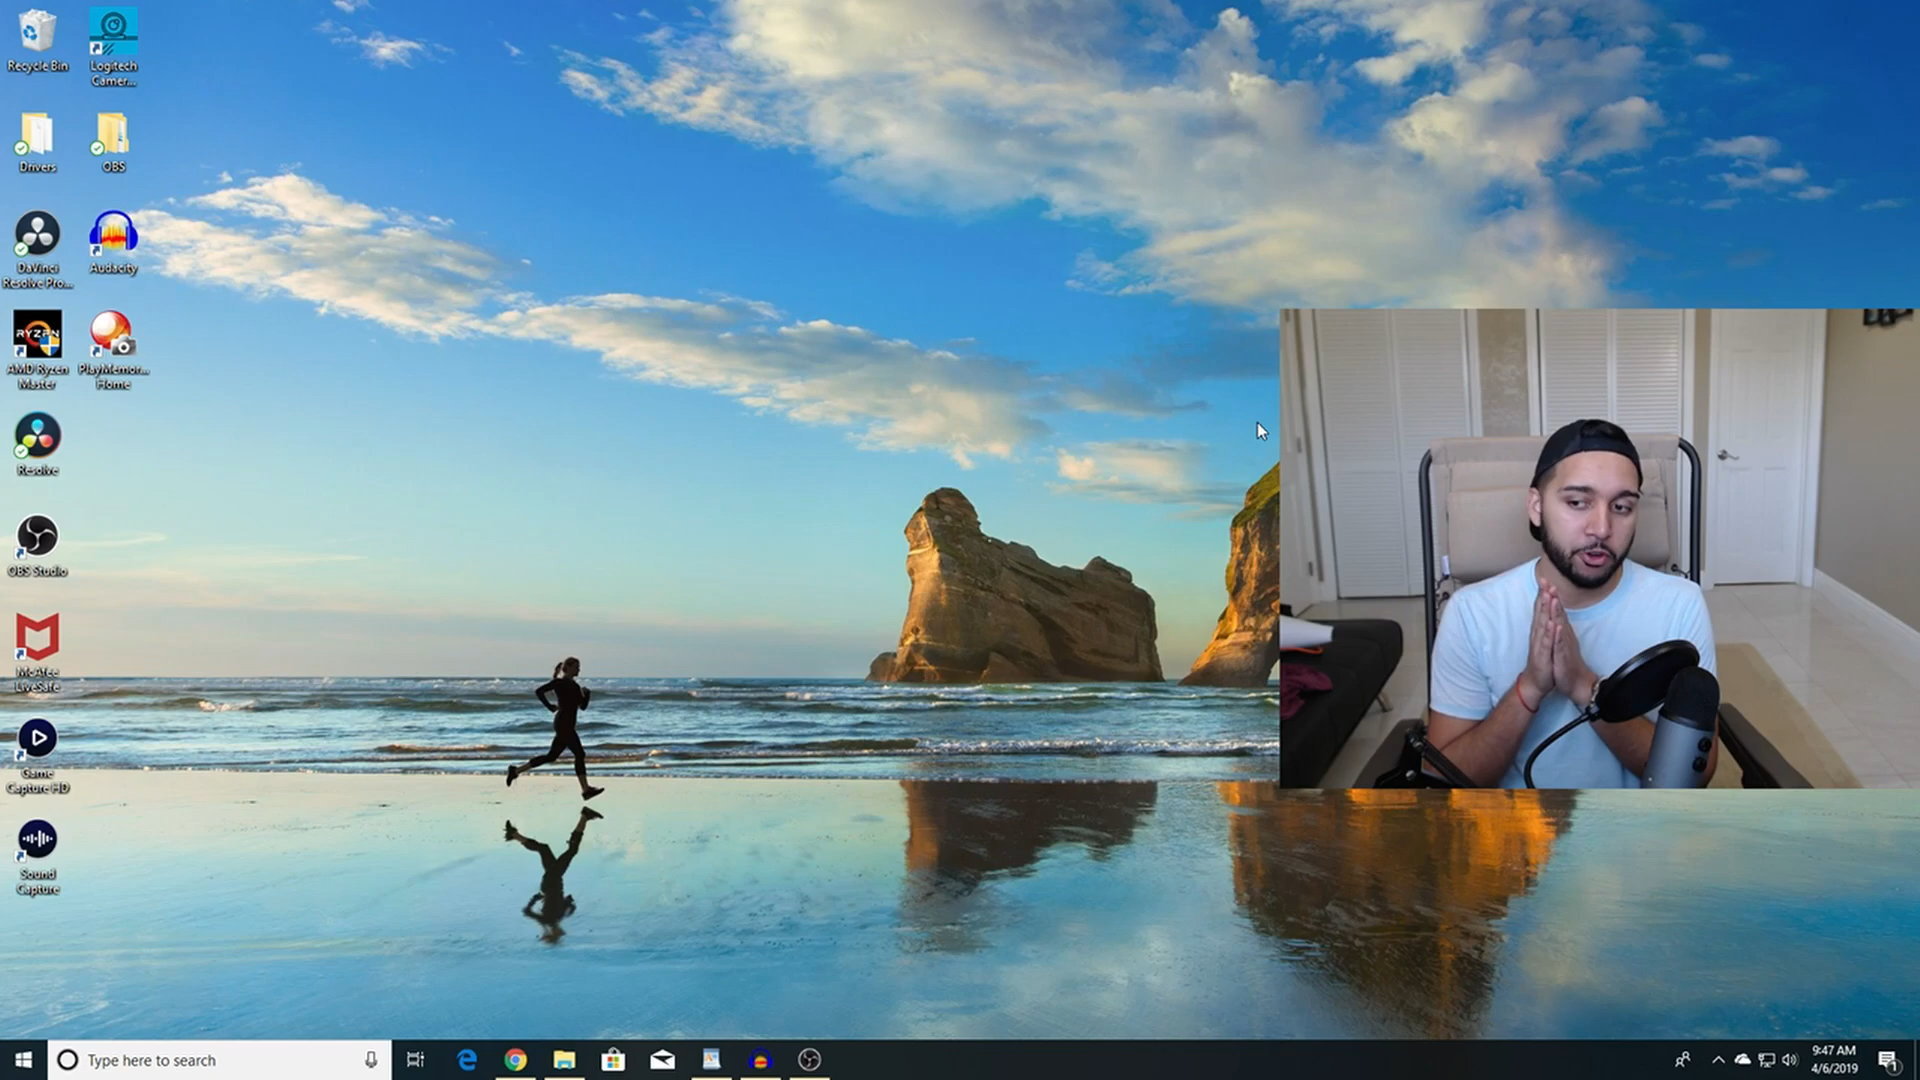 Recycle Bin
Logitech
Camer...
Drivers
OBS
DaVinci
Resolve Pro...
Audacity
RYZEN
AMD Ryzen
Master
PlayMemor...
Home
Resolve
OBS Studio
McAfee
LiveSafe
Game
Capture HD
Sound
Capture
Type here to search
9:47 AM
4/6/2019
1